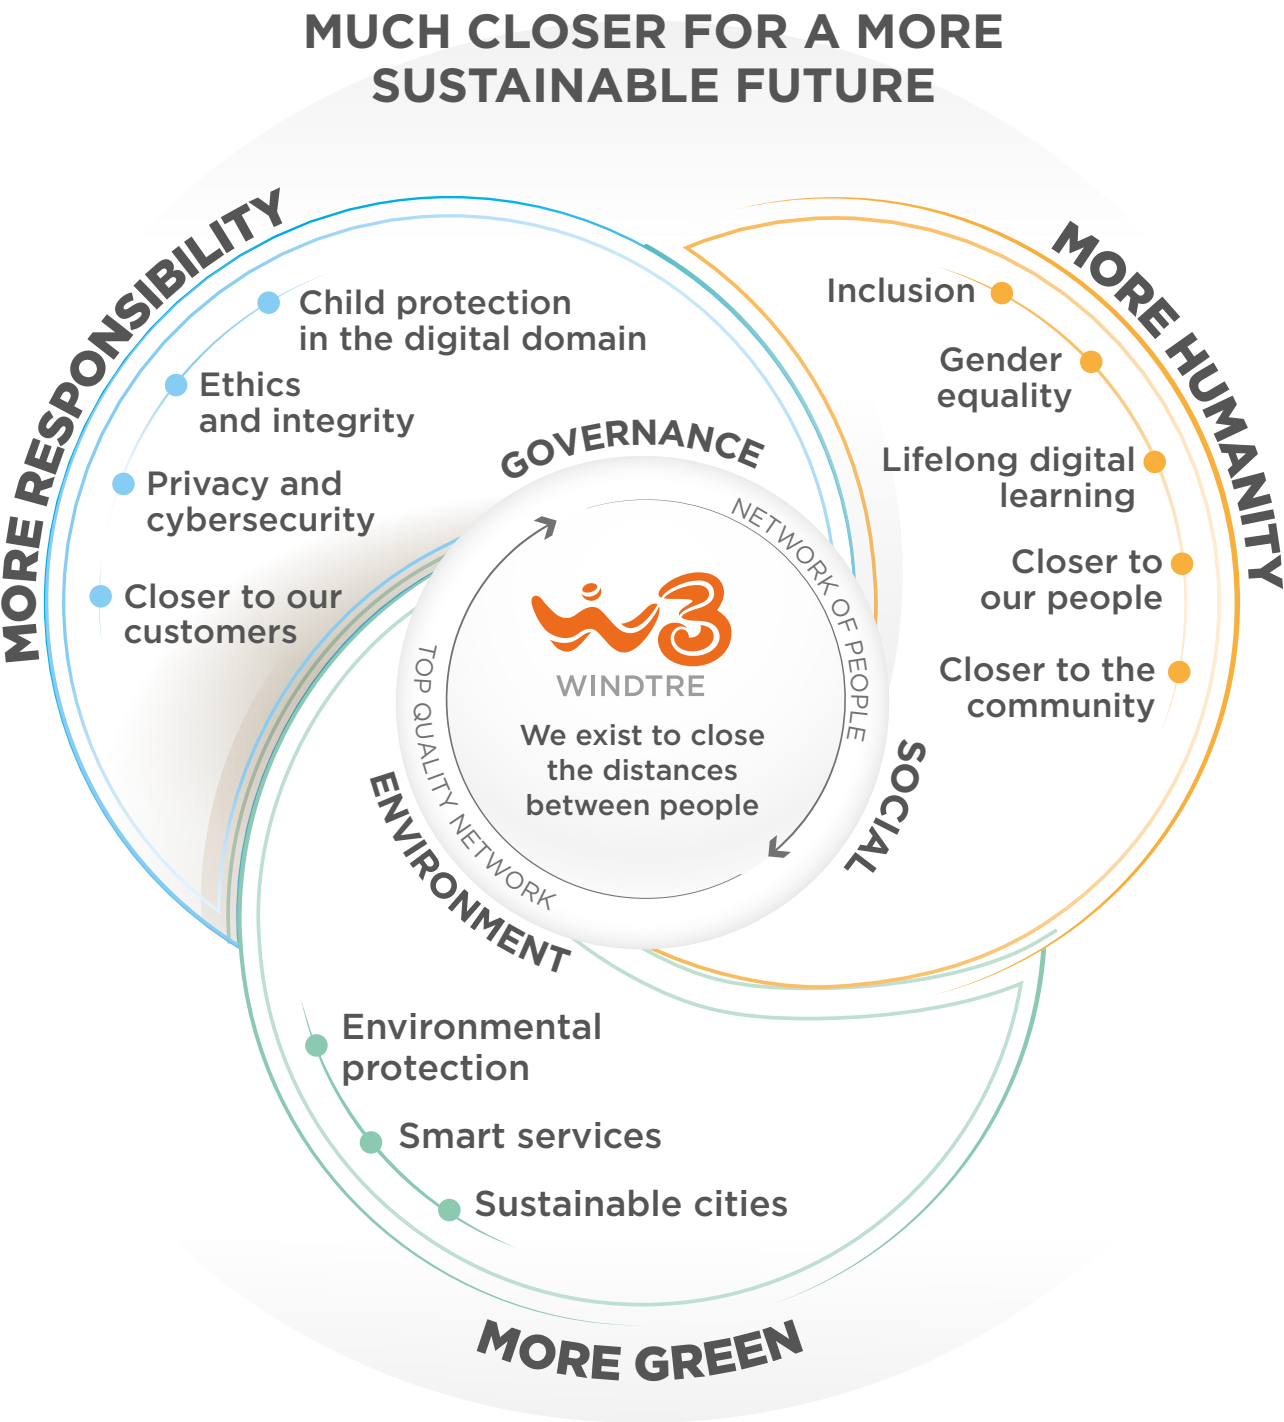 MUCH CLOSER FOR A MORE
SUSTAINABLE FUTURE
MORE RESPONSIBILITY
Child protection
in the digital domain
Ethics
and integrity
Privacy and
cybersecurity
Closer to our
customers
MORE HUMANITY
Inclusion
Gender
equality
Lifelong digital
learning
Closer to
our people
Closer to the
community
GOVERNANCE
SOCIAL
ENVIRONMENT
NETWORK OF PEOPLE
TOP QUALITY NETWORK
W3
WINDTRE
We exist to close
the distances
between people
Environmental
protection
Smart services
Sustainable cities
MORE GREEN